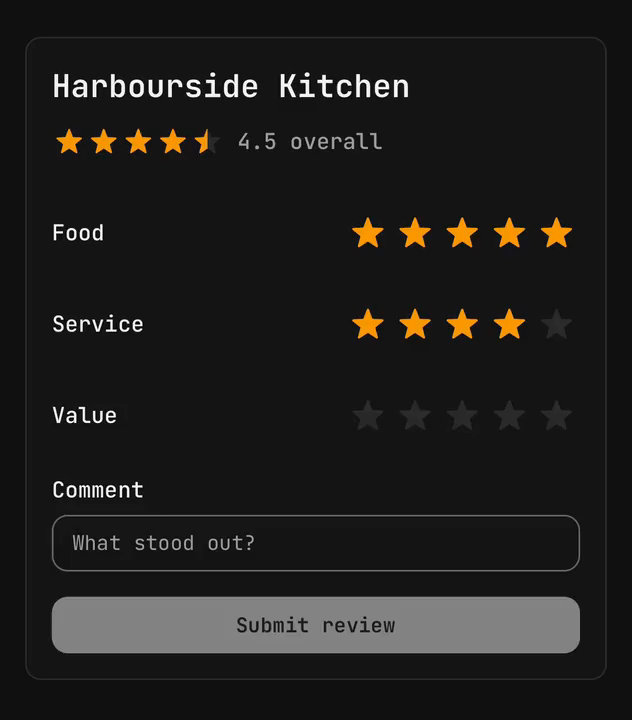 Harbourside Kitchen
4.5 overall
Food
Service
Value
Comment
What stood out?
Submit review